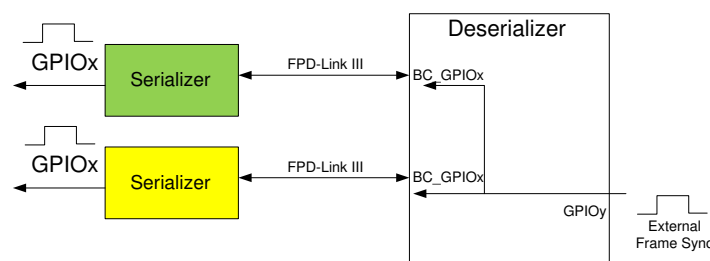 Deserializer
GPIOx
Serializer
FPD-Link III
BC_GPIOx
GPIOx
Serializer
FPD-Link III
BC_GPIOx
GPIOy
External
Frame Sync